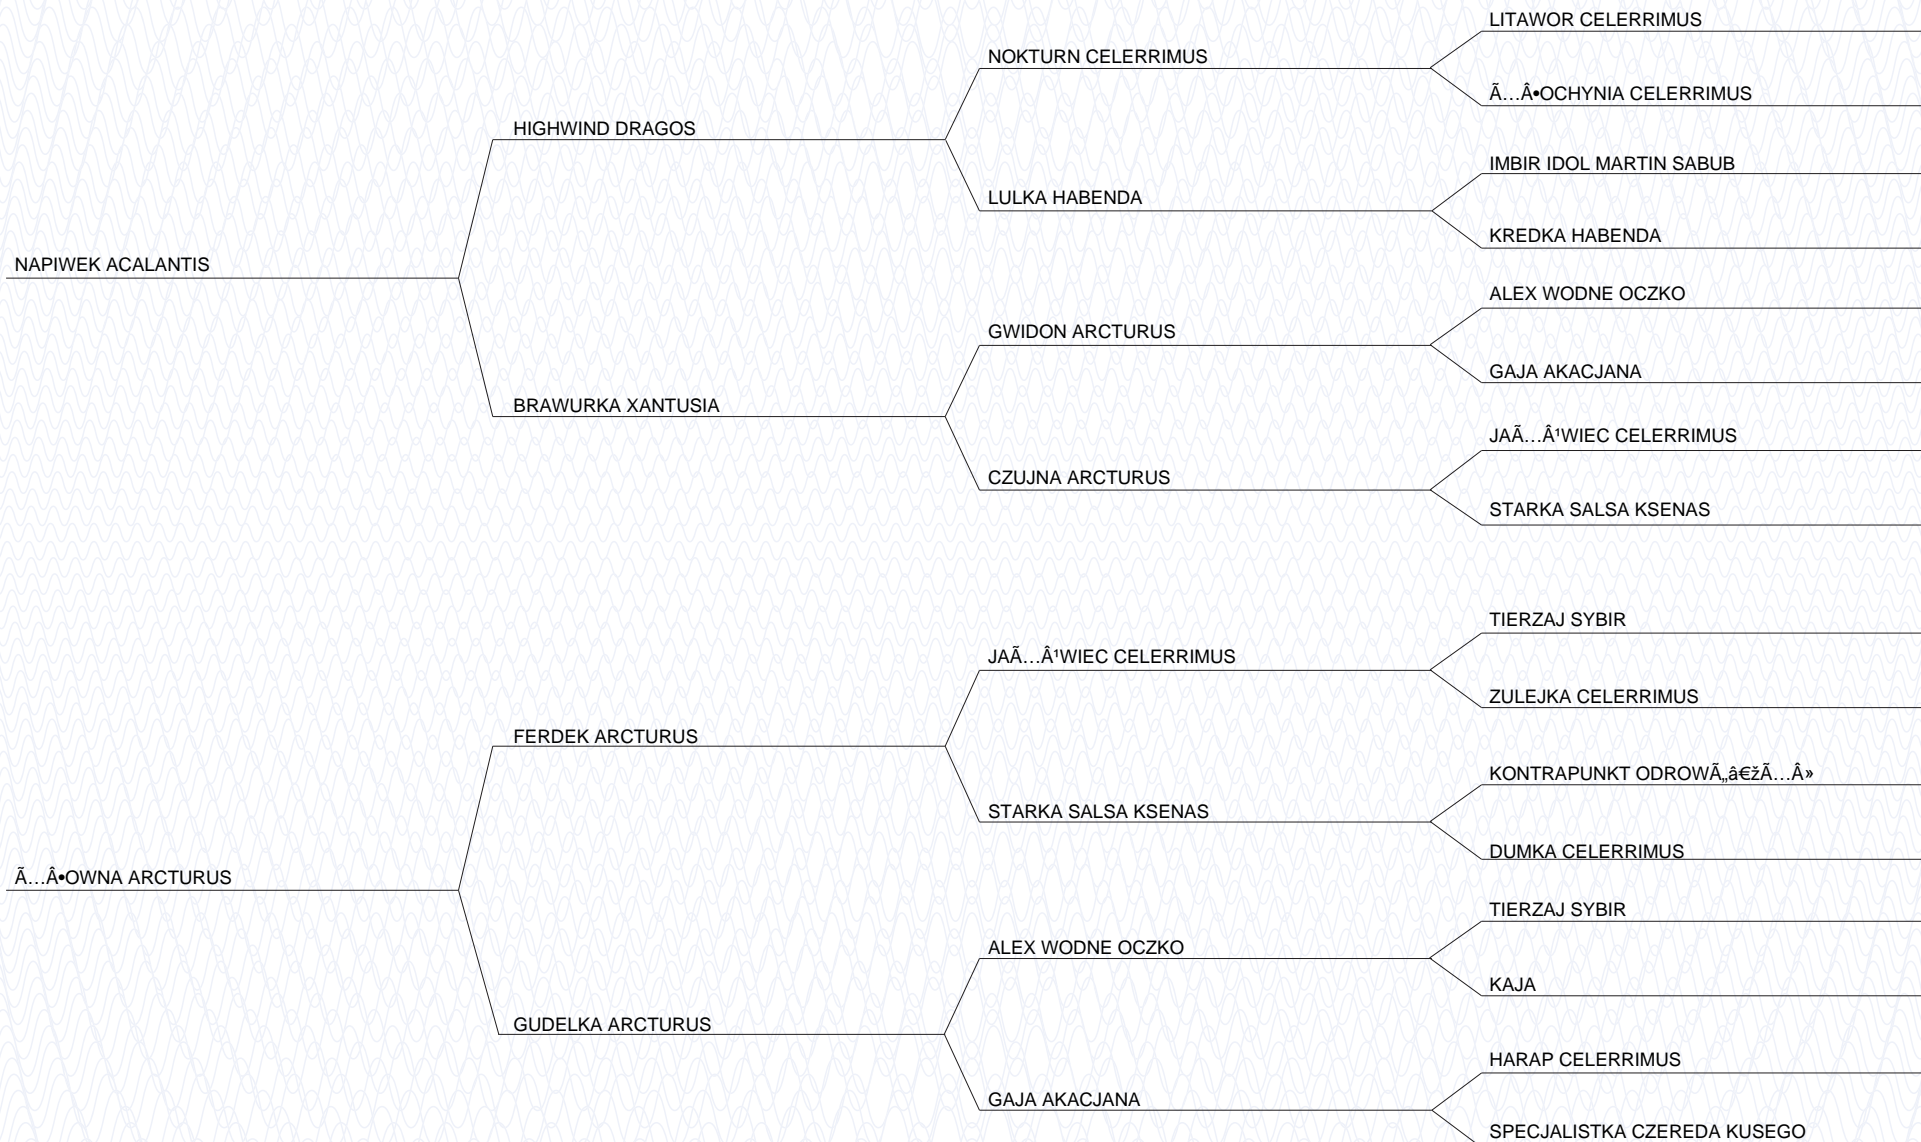 LITAWOR CELERRIMUS
NOKTURN CELERRIMUS
Ã…Â•OCHYNIA CELERRIMUS
HIGHWIND DRAGOS
IMBIR IDOL MARTIN SABUB
LULKA HABENDA
KREDKA HABENDA
NAPIWEK ACALANTIS
ALEX WODNE OCZKO
GWIDON ARCTURUS
GAJA AKACJANA
BRAWURKA XANTUSIA
JAÃ…Â¹WIEC CELERRIMUS
CZUJNA ARCTURUS
STARKA SALSA KSENAS
TIERZAJ SYBIR
JAÃ…Â¹WIEC CELERRIMUS
ZULEJKA CELERRIMUS
FERDEK ARCTURUS
KONTRAPUNKT ODROWÃ„â€žÃ…Â»
STARKA SALSA KSENAS
DUMKA CELERRIMUS
Ã…Â•OWNA ARCTURUS
TIERZAJ SYBIR
ALEX WODNE OCZKO
KAJA
GUDELKA ARCTURUS
HARAP CELERRIMUS
GAJA AKACJANA
SPECJALISTKA CZEREDA KUSEGO